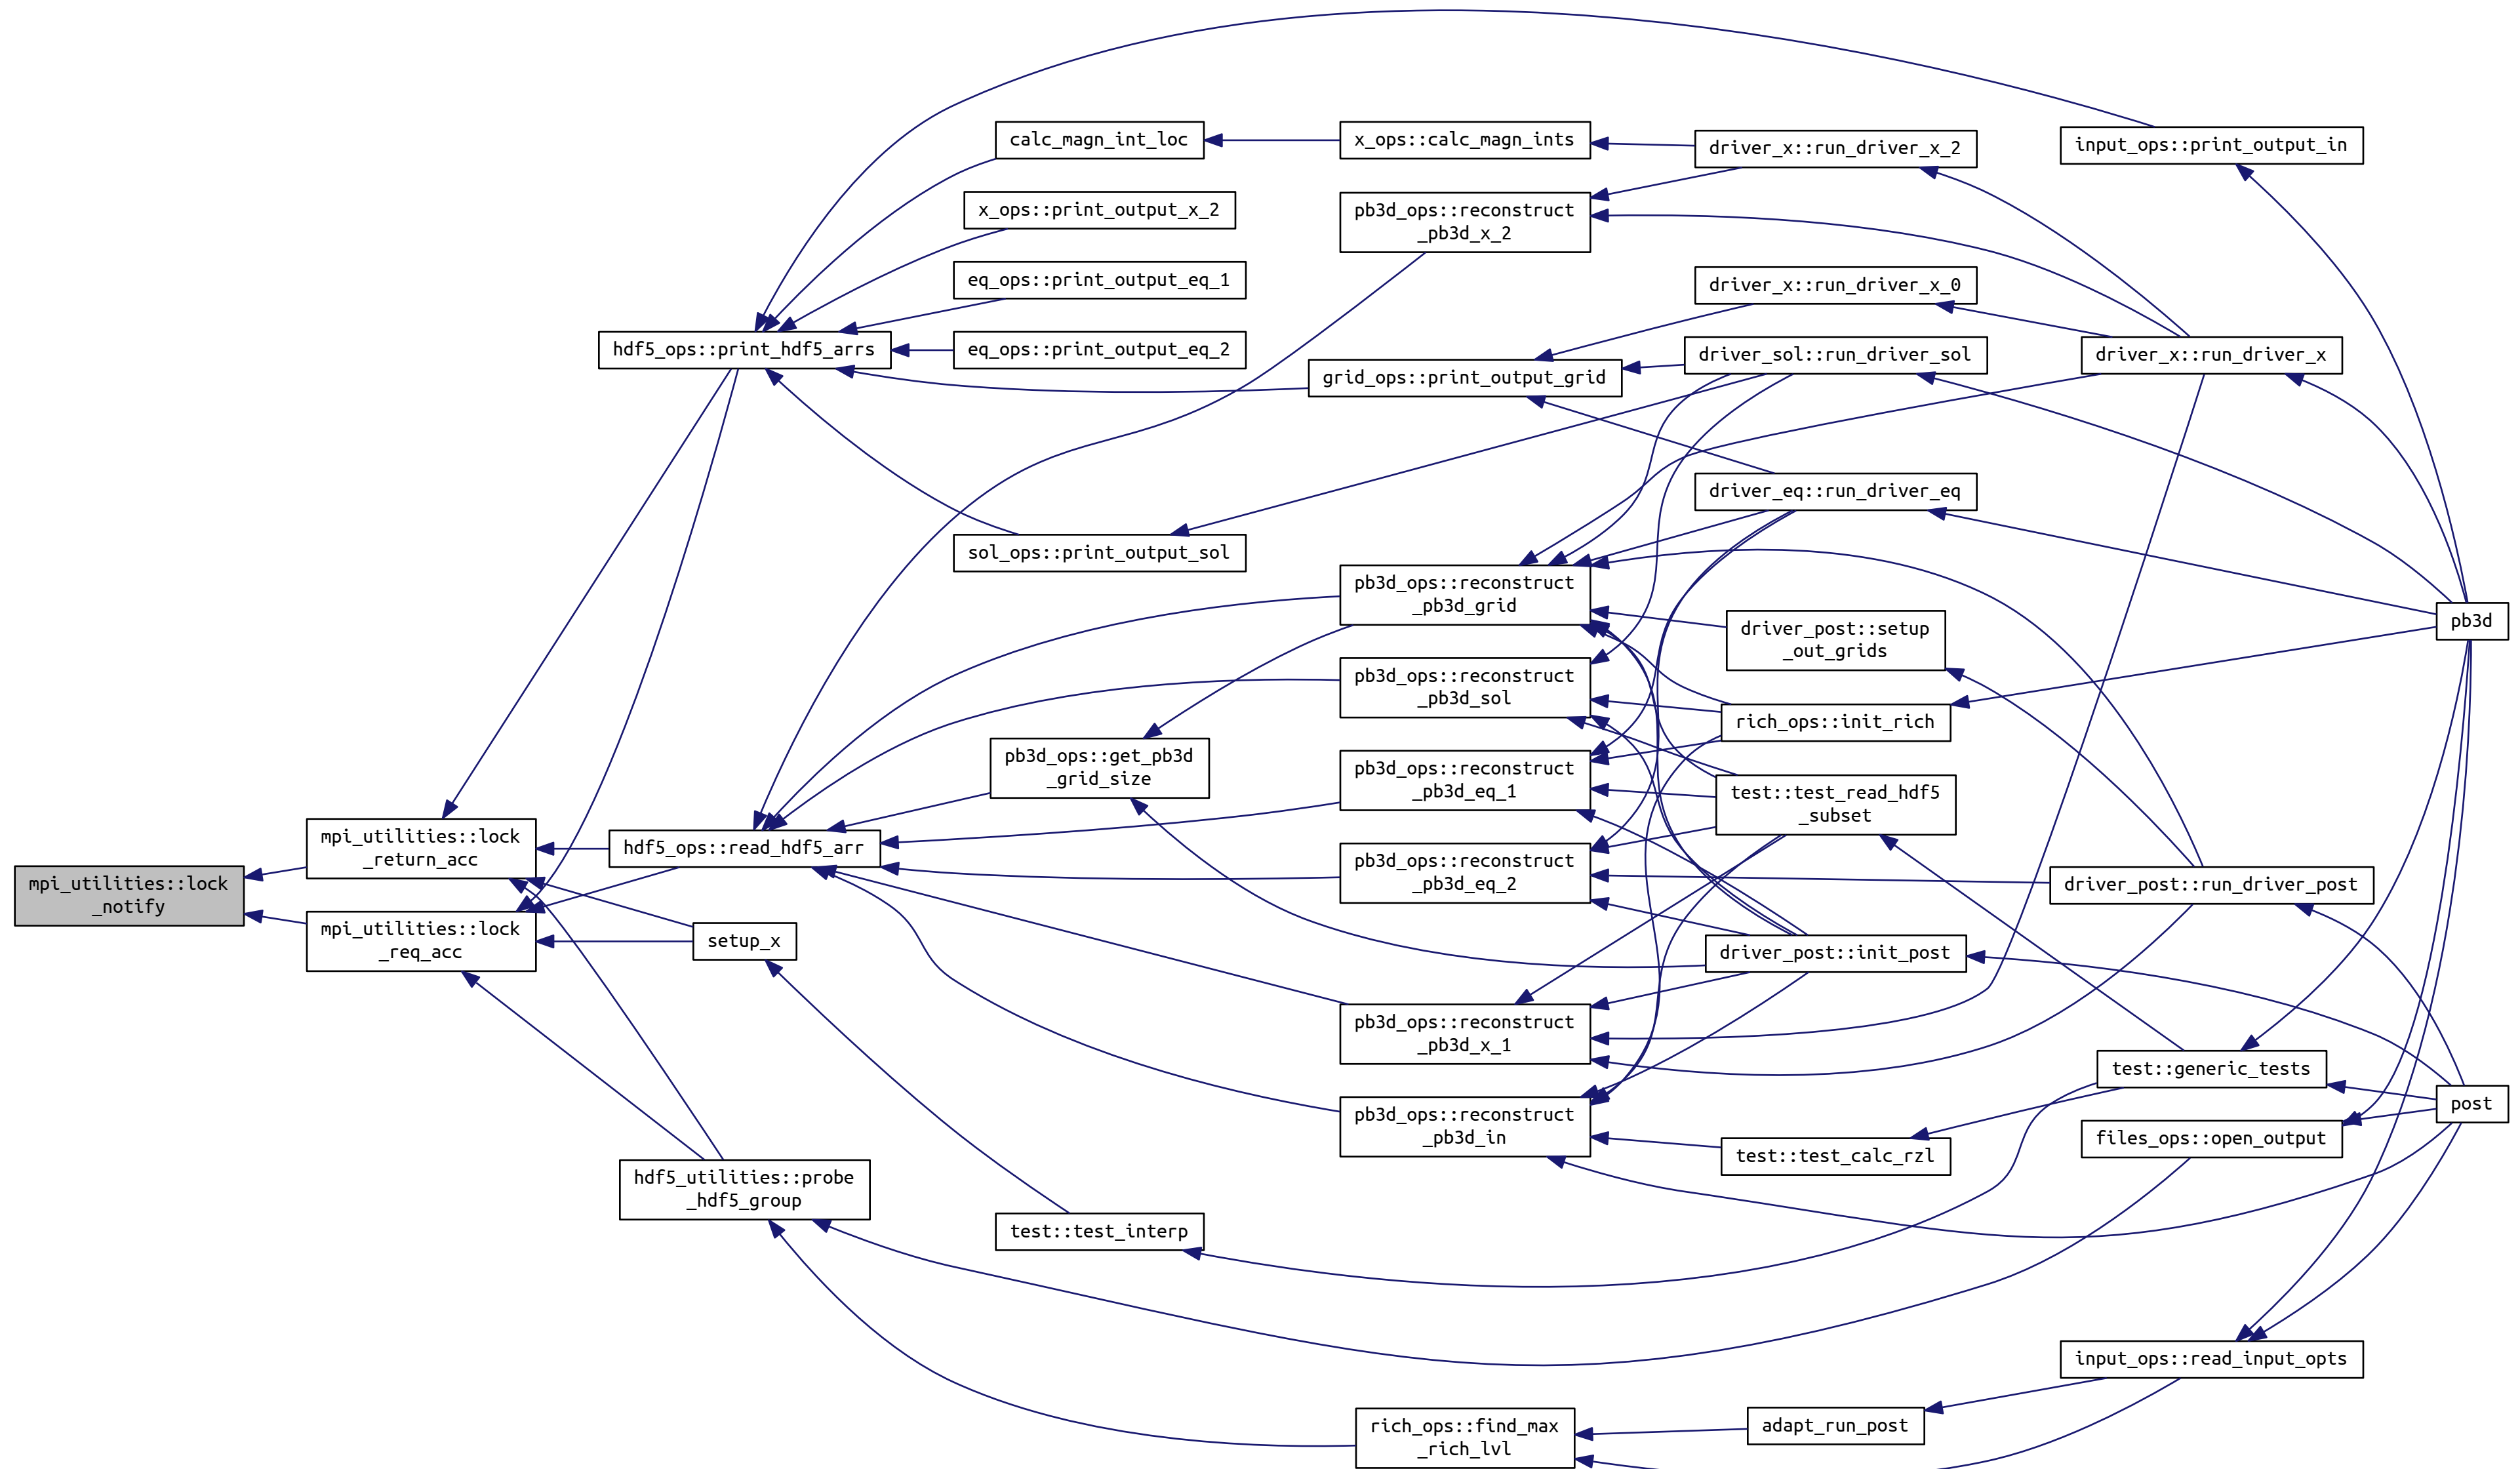 mpi_utilities::lock
_notify
mpi_utilities::lock
_return_acc
mpi_utilities::lock
_req_acc
hdf5_ops::print_hdf5_arrs
hdf5_ops::read_hdf5_arr
setup_x
hdf5_utilities::probe
_hdf5_group
calc_magn_int_loc
x_ops::print_output_x_2
eq_ops::print_output_eq_1
eq_ops::print_output_eq_2
sol_ops::print_output_sol
pb3d_ops::get_pb3d
_grid_size
test::test_interp
x_ops::calc_magn_ints
pb3d_ops::reconstruct
_pb3d_x_2
grid_ops::print_output_grid
pb3d_ops::reconstruct
_pb3d_grid
pb3d_ops::reconstruct
_pb3d_sol
pb3d_ops::reconstruct
_pb3d_eq_1
pb3d_ops::reconstruct
_pb3d_eq_2
pb3d_ops::reconstruct
_pb3d_x_1
pb3d_ops::reconstruct
_pb3d_in
rich_ops::find_max
_rich_lvl
driver_x::run_driver_x_2
driver_x::run_driver_x_0
driver_sol::run_driver_sol
driver_eq::run_driver_eq
driver_post::setup
_out_grids
rich_ops::init_rich
test::test_read_hdf5
_subset
driver_post::init_post
test::test_calc_rzl
adapt_run_post
input_ops::print_output_in
driver_x::run_driver_x
driver_post::run_driver_post
test::generic_tests
files_ops::open_output
input_ops::read_input_opts
pb3d
post